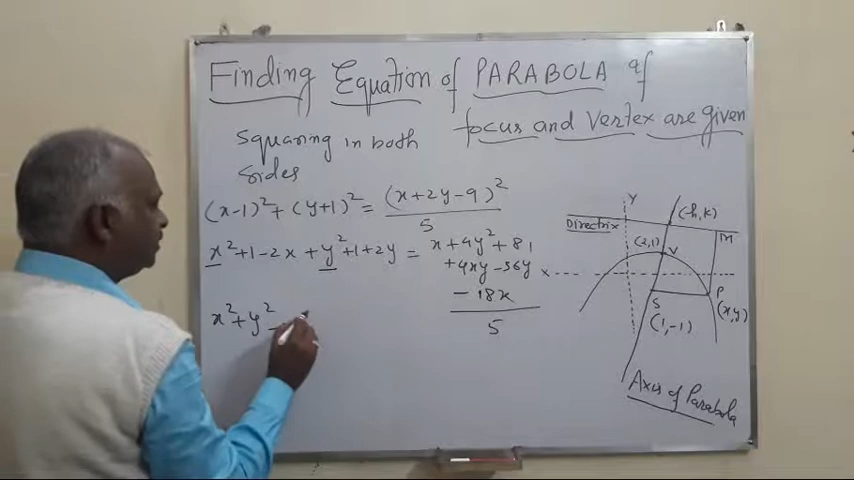 Finding Equation of PARABOLA if
focus and Vertex are given
Squaring in both
Sides
(x-1)² + (y+1)² = (x+2y-9)²
5
x²+1-2x+y²+1+2y = x+4y²+81
+4xy-36y
-18x
5
x²+y²-
Y
(-h,k)
Directrix
M
(2,1)
V
x
S
P
(x,y)
(1,-1)
Axis of Parabola